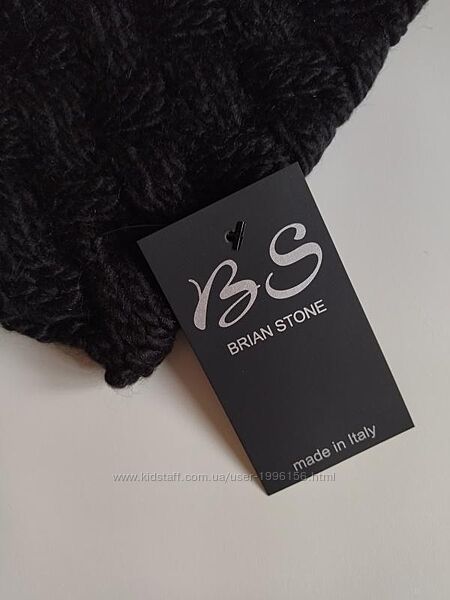 BS
BRIAN STONE
made in Italy
www.kidstaff.com.ua/user-1996156.html